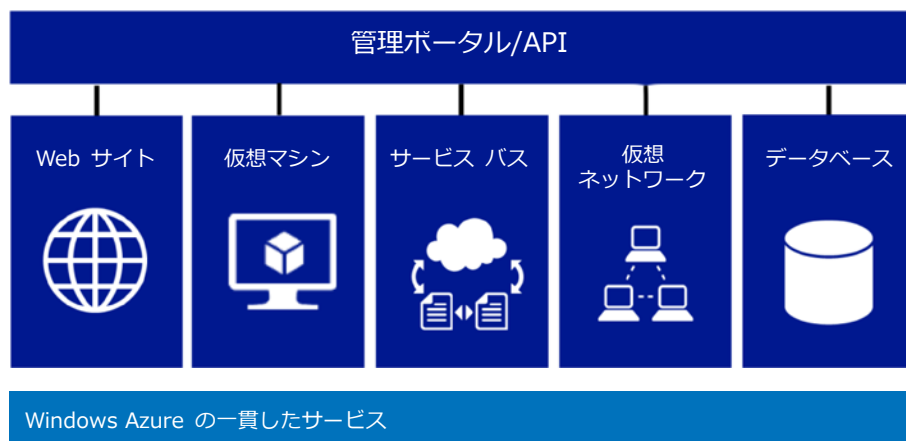 管理ポータル/API
Web サイト
仮想マシン
サービス バス
仮想
ネットワーク
データベース
Windows Azure の一貫したサービス